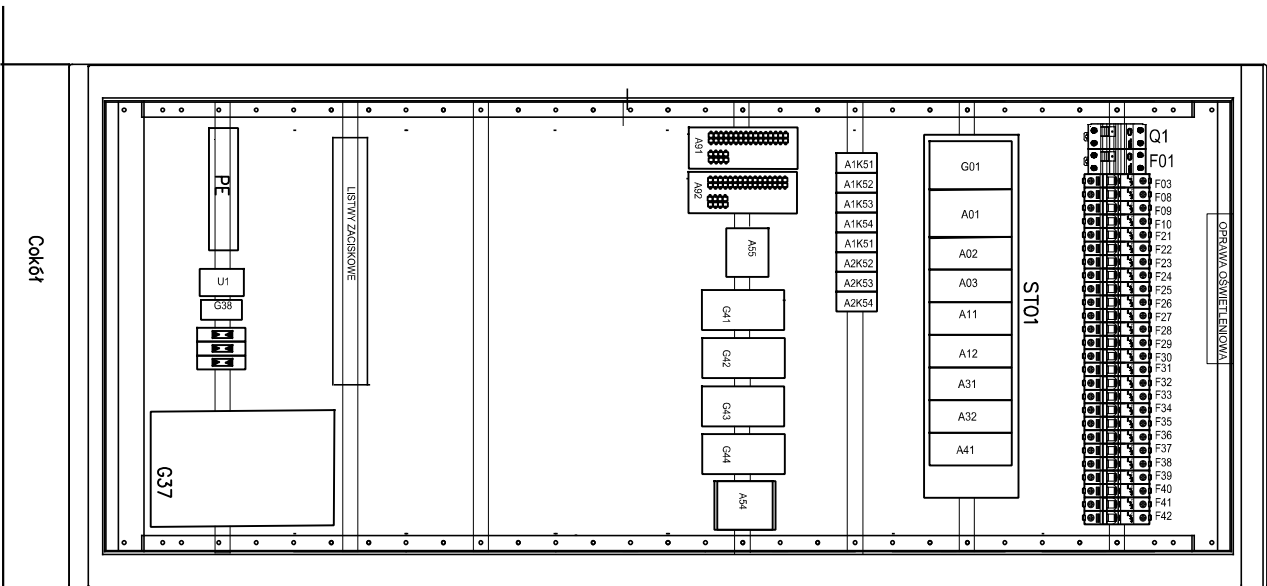 Cokół
PE
U1
G38
G37
LISTWY ZACISKOWE
A91
A92
A55
G41
G42
G43
G44
A54
A1K51
A1K52
A1K53
A1K54
A1K51
A2K52
A2K53
A2K54
G01
A01
A02
A03
A11
A12
A31
A32
A41
ST01
Q1
F01
F03
F08
F09
F10
F21
F22
F23
F24
F25
F26
F27
F28
F29
F30
F31
F32
F33
F34
F35
F36
F37
F38
F39
F40
F41
F42
OPRAWA OŚWIETLENIOWA